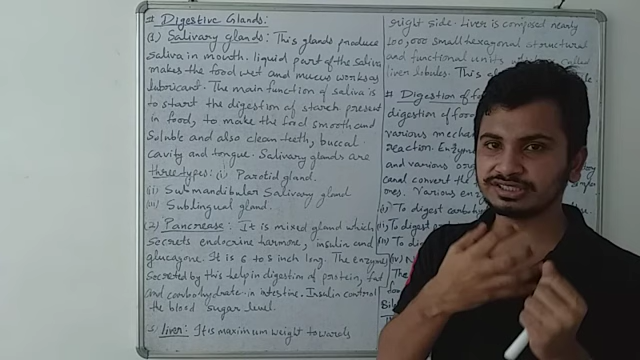 # Digestive Glands:
(1) Salivary glands: This glands produce
saliva in mouth. liquid part of the saliva
makes the food wet and mucus works as
lubricant. The main function of saliva is
to start the digestion of starch present
in food, to make the food smooth and
soluble and also clean teeth, buccal
cavity and tongue. Salivary glands are
three types: (i) Parotid gland.
(ii) Submandibular Salivary gland
(iii) Sublingual gland.
(2) Pancrease: It is mixed gland which
secrets endocrine harmone, insulin and
glucagone. It is 6 to 8 inch long. The enzyme
secreted by this help in digestion of protein, fat
and carbohydrate in intestine. Insulin control
the blood sugar level.
Liver: It is maximum weight towards
right side. Liver is composed nearly
100,000 small hexagonal structural
and functional units called
liver lobules. This
# Digestion of
digestion of
various
reaction.
and various
canal convert the
ores. Various
To digest
To digest
To di
The